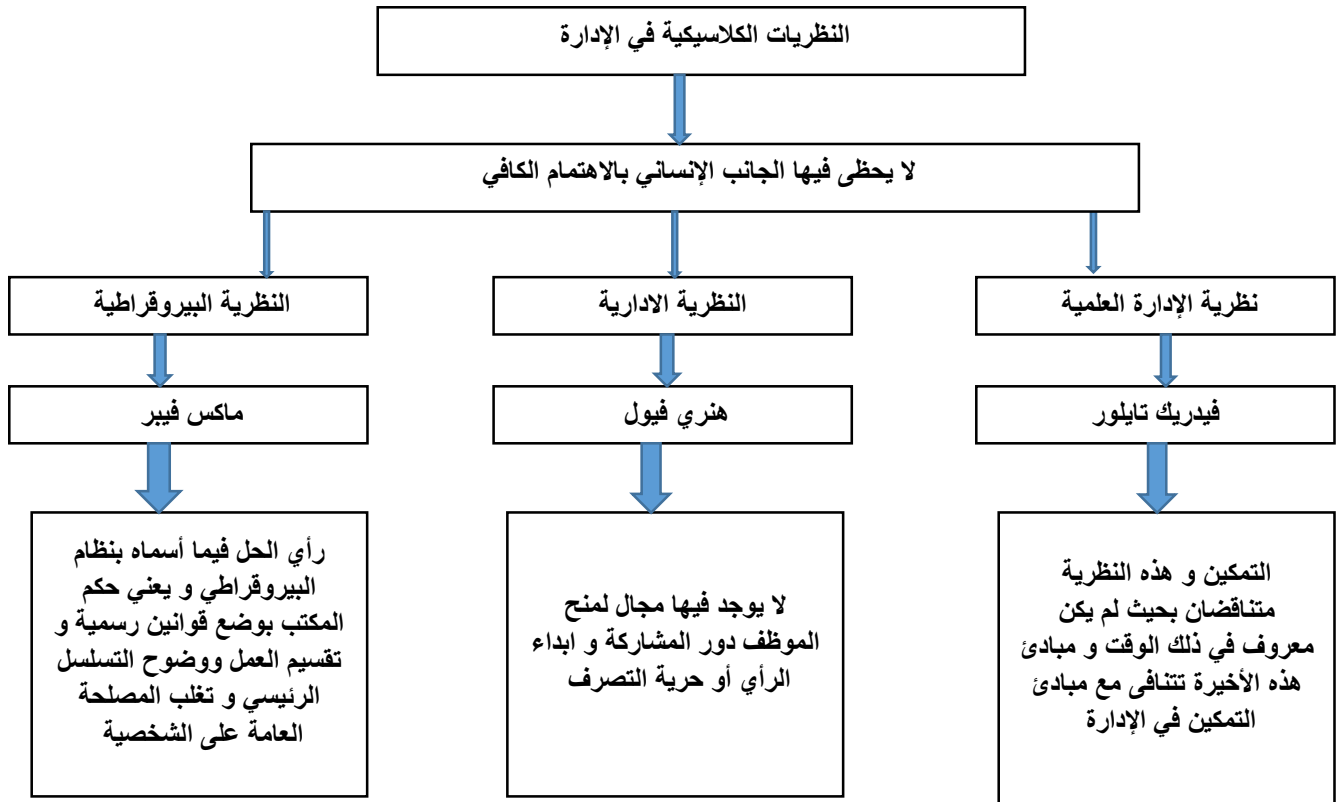 النظريات الكلاسيكية في الإدارة
لا يحظى فيها الجانب الإنساني بالاهتمام الكافي
نظرية الإدارة العلمية
النظرية الادارية
النظرية البيروقراطية
فيدريك تايلور
هنري فيول
ماكس فيبر
التمكين و هذه النظرية
متناقضان بحيث لم يكن
معروف في ذلك الوقت و مبادئ
هذه الأخيرة تتنافى مع مبادئ
التمكين في الإدارة
لا يوجد فيها مجال لمنح
الموظف دور المشاركة و ابداء
الرأي أو حرية التصرف
رأي الحل فيما أسماه بنظام
البيروقراطي و يعني حكم
المكتب بوضع قوانين رسمية و
تقسيم العمل ووضوح التسلسل
الرئيسي و تغلب المصلحة
العامة على الشخصية